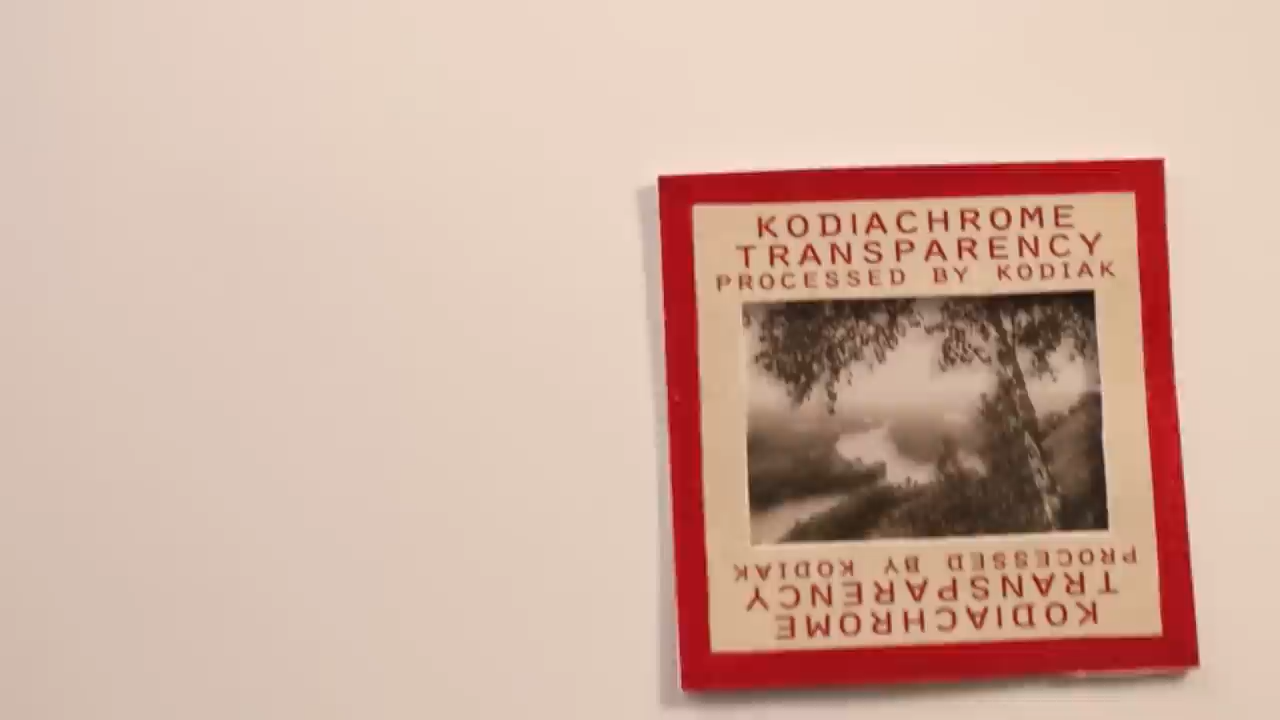 KODIACHROME
TRANSPARENCY
PROCESSED BY KODIAK
PROCESSED BY KODIAK
TRANSPARENCY
KODIACHROME